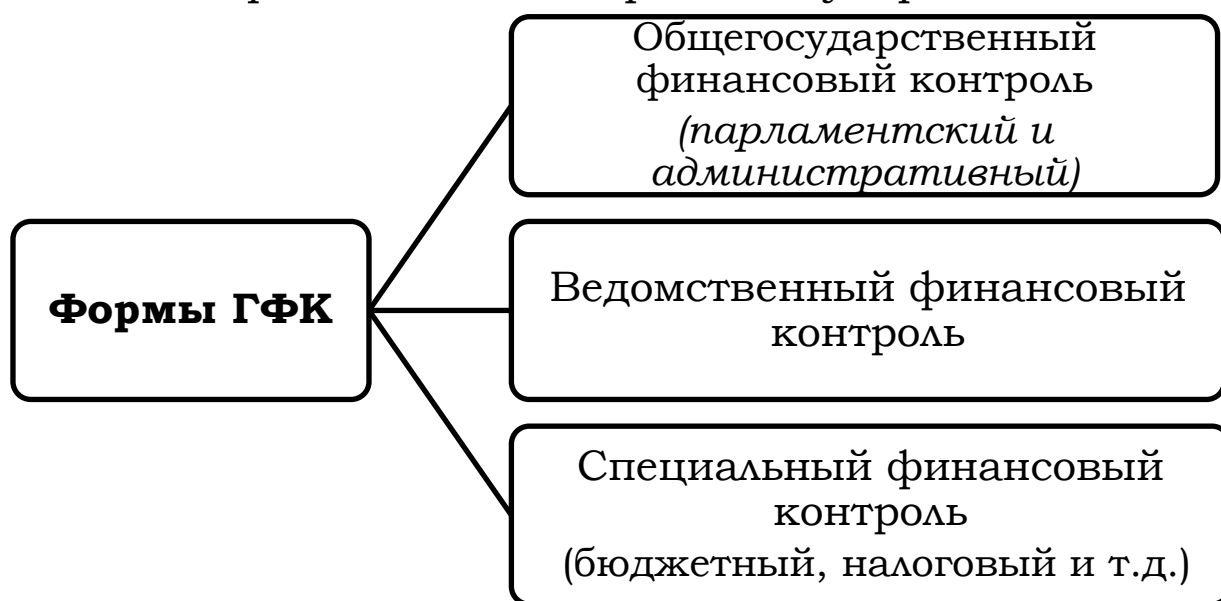 Общегосударственный
финансовый контроль
(парламентский и
административный)
Формы ГФК
Ведомственный финансовый
контроль
Специальный финансовый
контроль
(бюджетный, налоговый и т.д.)